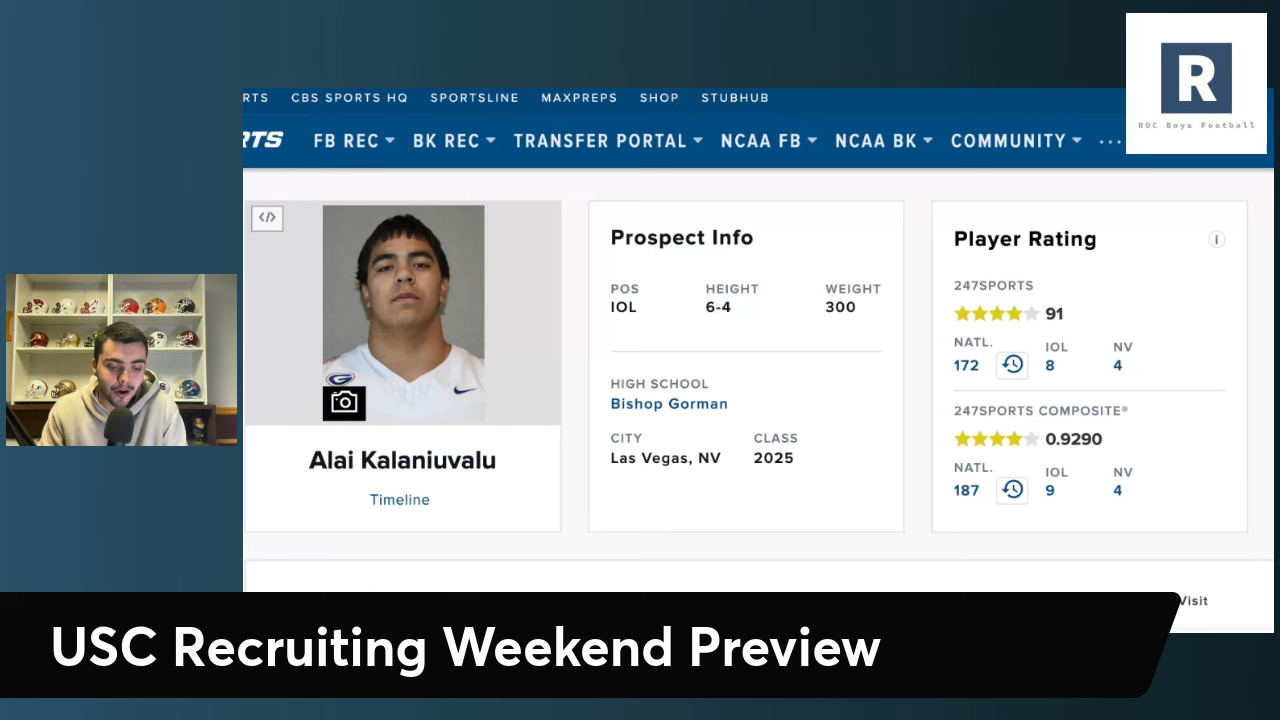 RTS CBS SPORTS HQ SPORTSLINE MAXPREPS SHOP STUBHUB
RTS FB REC BK REC TRANSFER PORTAL NCAA FB NCAA BK COMMUNITY ...
R
ROC Boys Football
</>
Alai Kalaniuvalu
Timeline
Prospect Info
POS HEIGHT WEIGHT
IOL 6-4 300
HIGH SCHOOL
Bishop Gorman
CITY CLASS
Las Vegas, NV 2025
Player Rating i
247SPORTS
91
NATL. IOL NV
172 8 4
247SPORTS COMPOSITE®
0.9290
NATL. IOL NV
187 9 4
Visit
USC Recruiting Weekend Preview